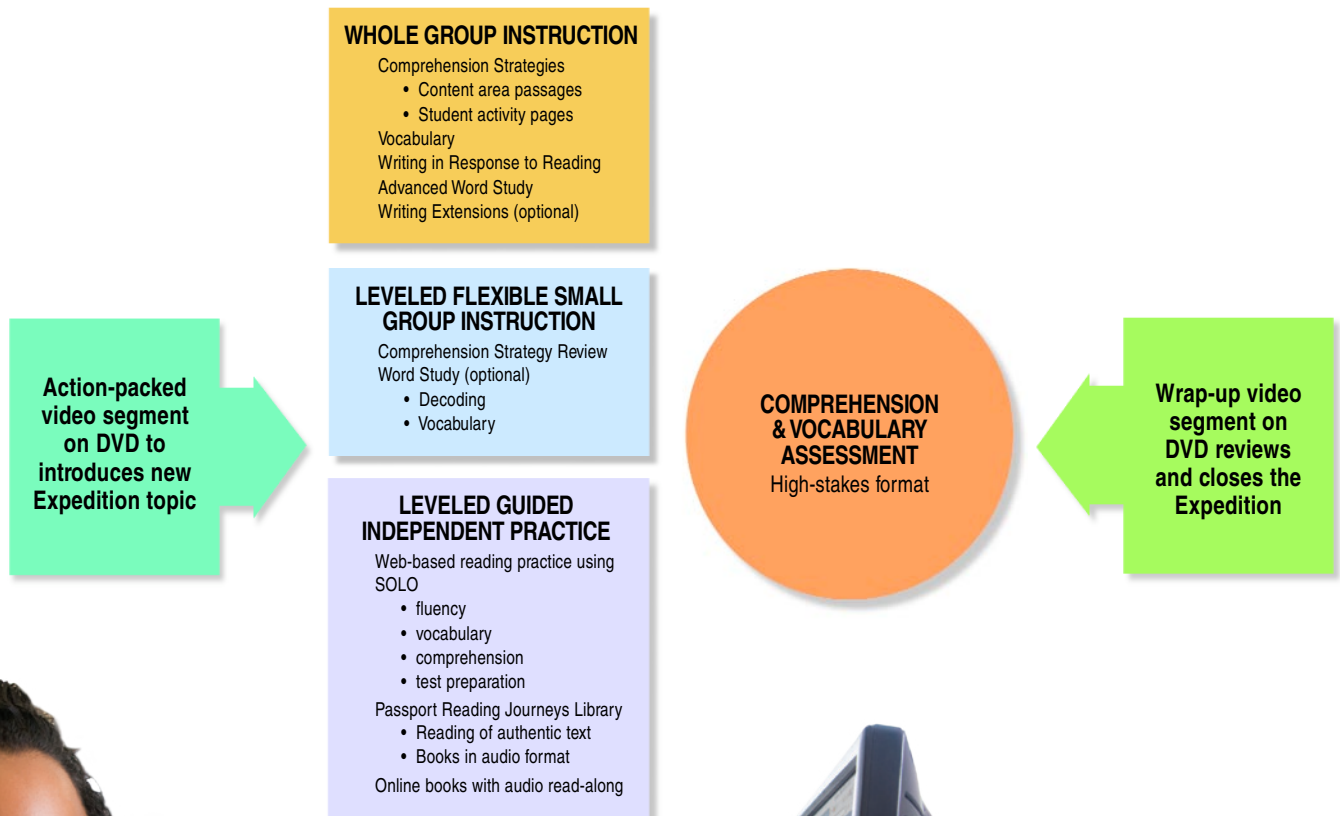 Action-packed
video segment
on DVD to
introduces new
Expedition topic
WHOLE GROUP INSTRUCTION
Comprehension Strategies
• Content area passages
• Student activity pages
Vocabulary
Writing in Response to Reading
Advanced Word Study
Writing Extensions (optional)
LEVELED FLEXIBLE SMALL
GROUP INSTRUCTION
Comprehension Strategy Review
Word Study (optional)
• Decoding
• Vocabulary
LEVELED GUIDED
INDEPENDENT PRACTICE
Web-based reading practice using
SOLO
• fluency
• vocabulary
• comprehension
• test preparation
Passport Reading Journeys Library
• Reading of authentic text
• Books in audio format
Online books with audio read-along
COMPREHENSION
& VOCABULARY
ASSESSMENT
High-stakes format
Wrap-up video
segment on
DVD reviews
and closes the
Expedition